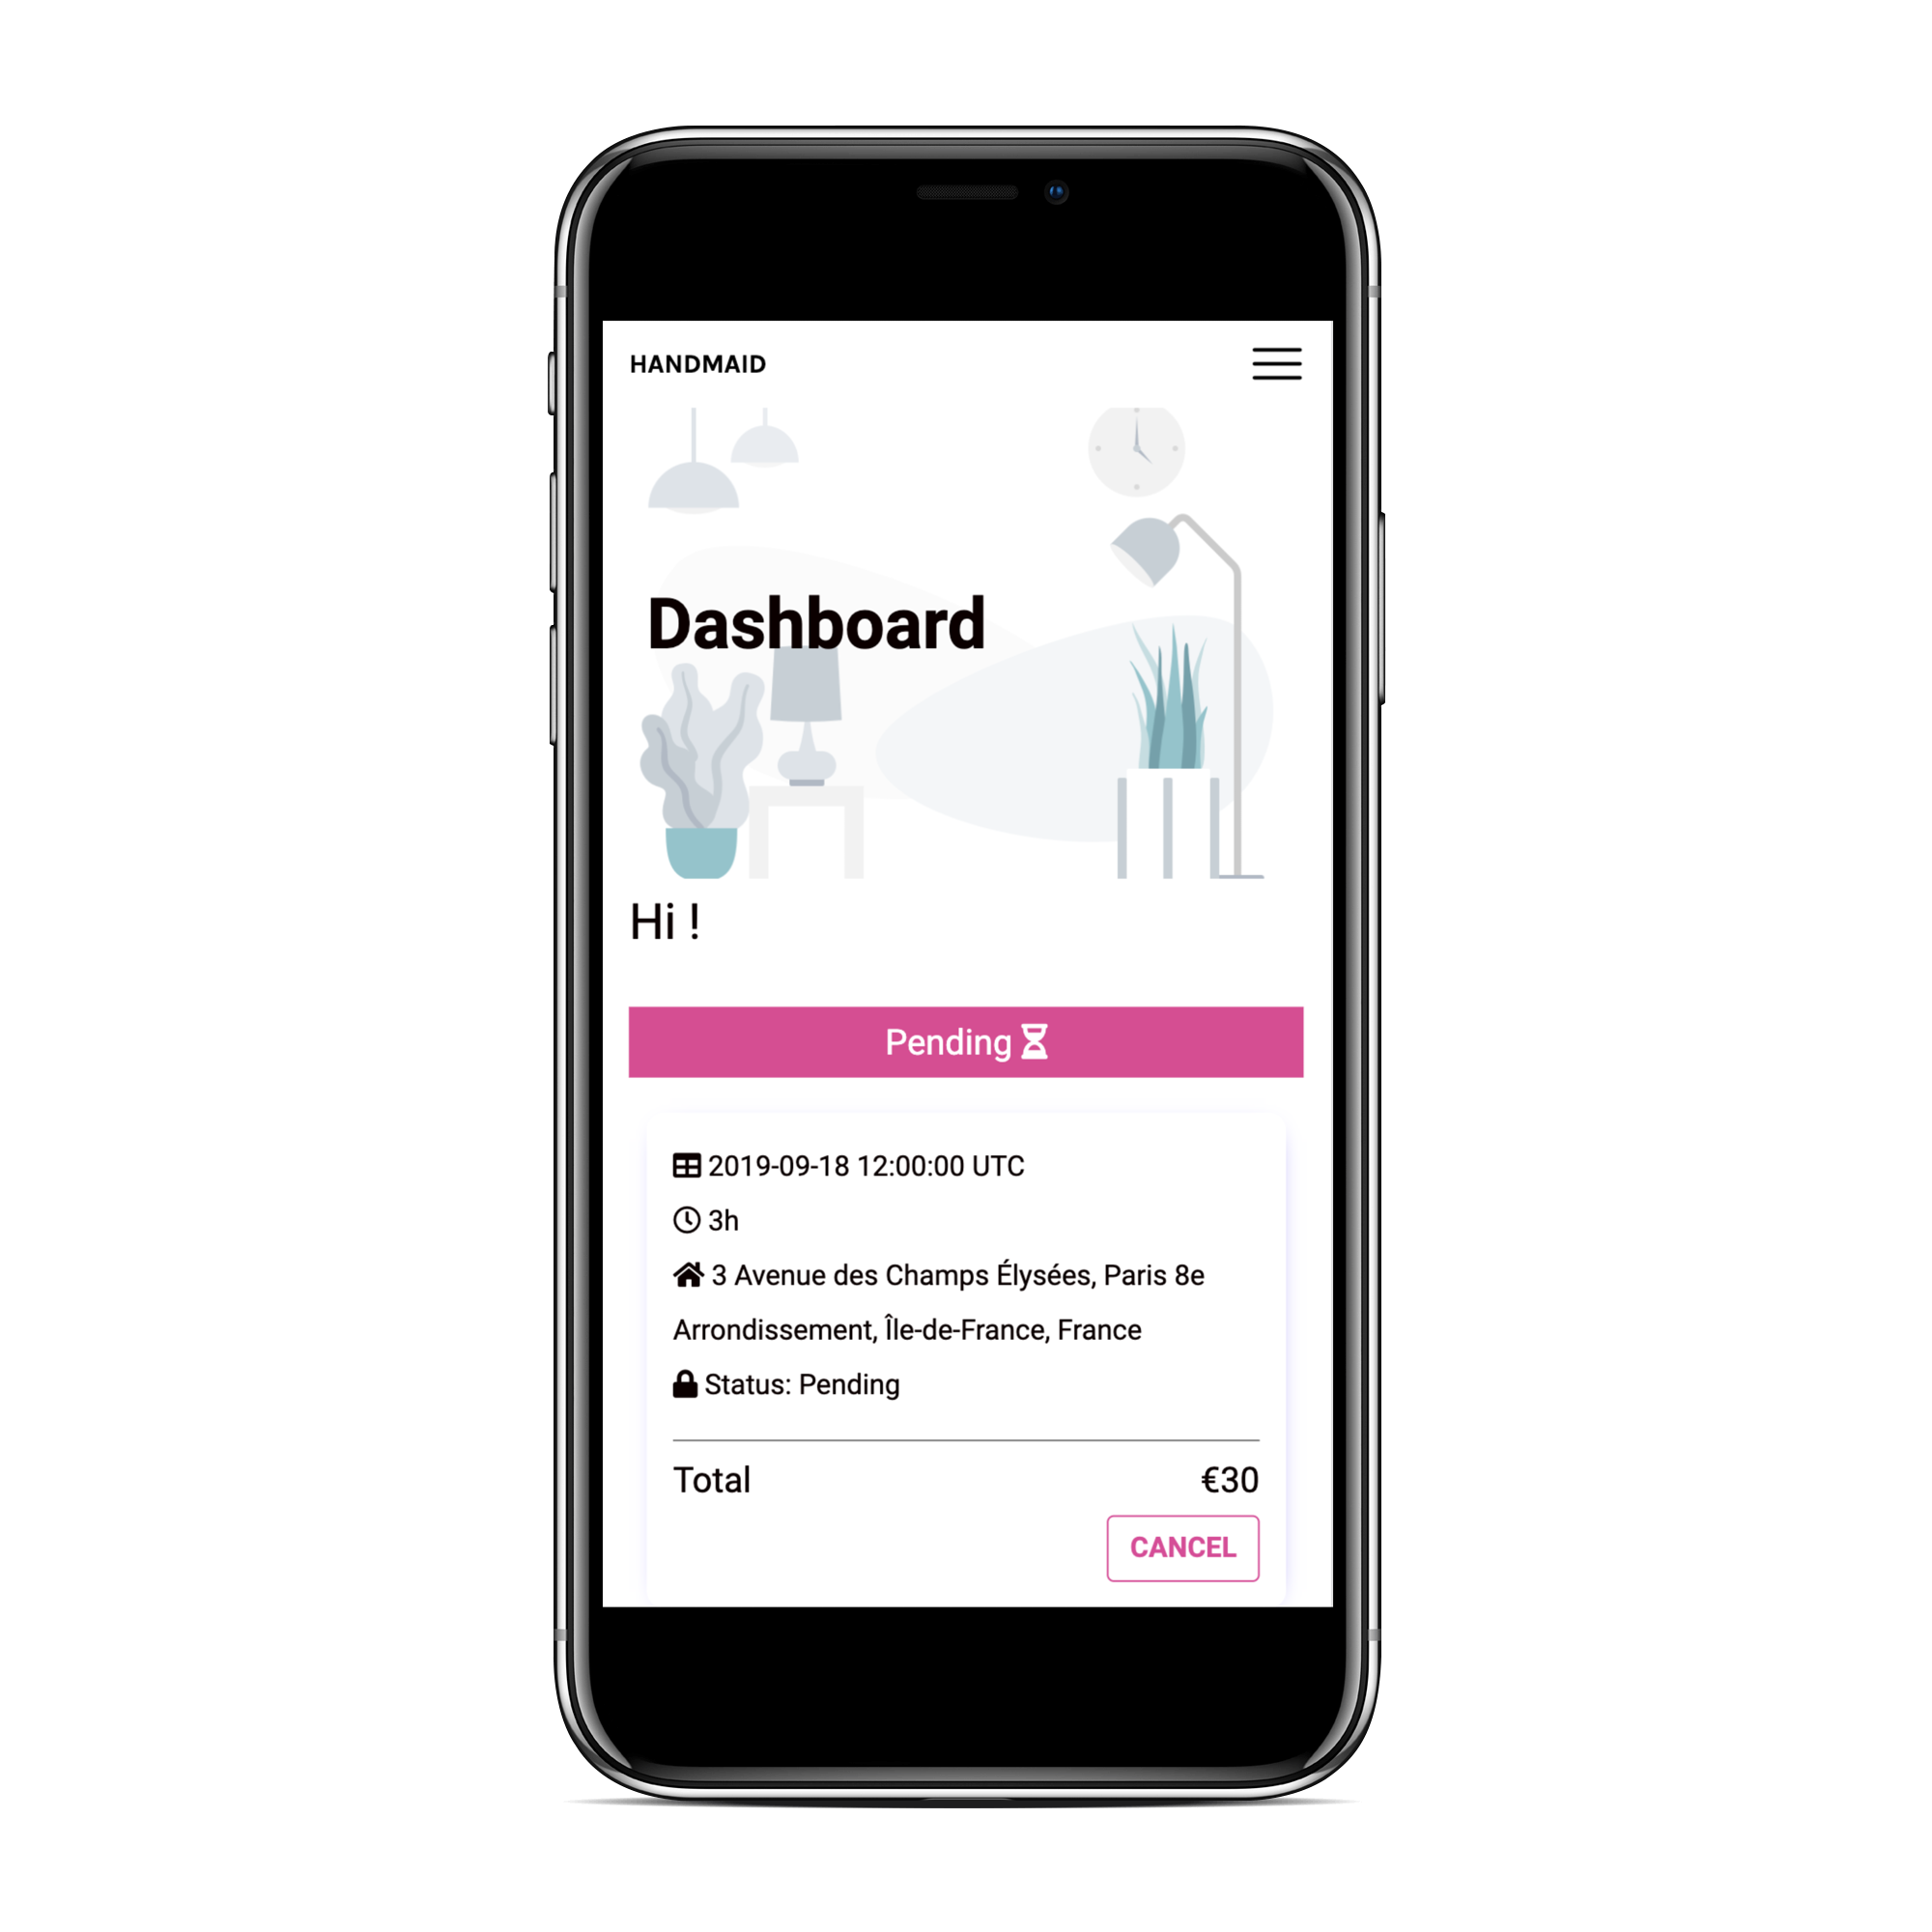 HANDMAID
Dashboard
Hi !
Pending
2019-09-18 12:00:00 UTC
3h
3 Avenue des Champs Élysées, Paris 8e
Arrondissement, Île-de-France, France
Status: Pending
Total €30
CANCEL